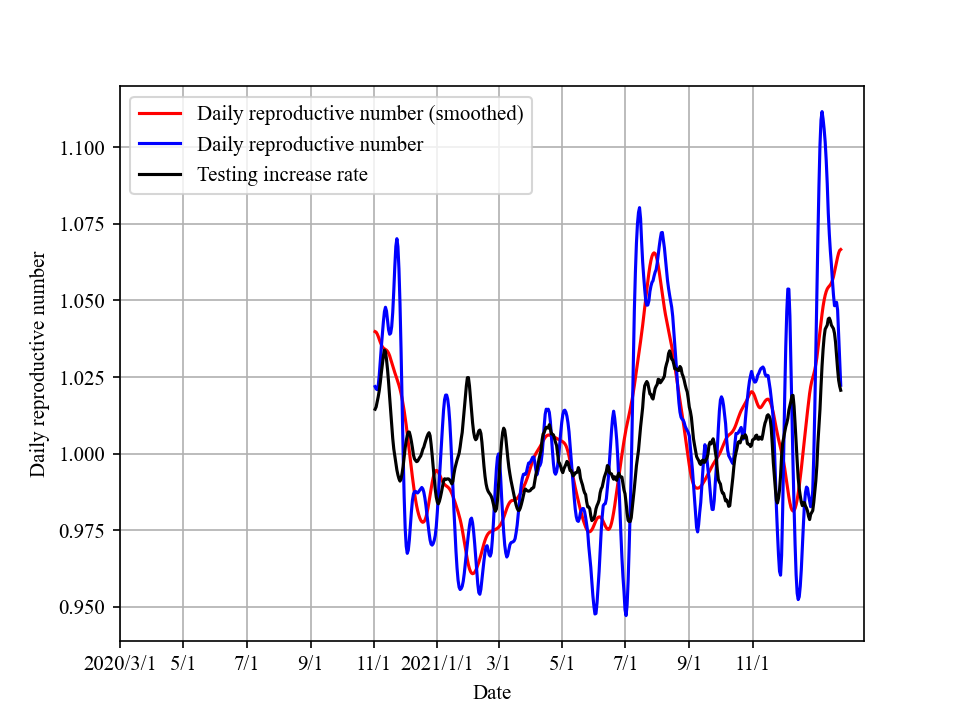 Daily reproductive number (smoothed)
Daily reproductive number
Testing increase rate
Daily reproductive number
1.100
1.075
1.050
1.025
1.000
0.975
0.950
2020/3/1 5/1 7/1 9/1 11/1 2021/1/1 3/1 5/1 7/1 9/1 11/1
Date